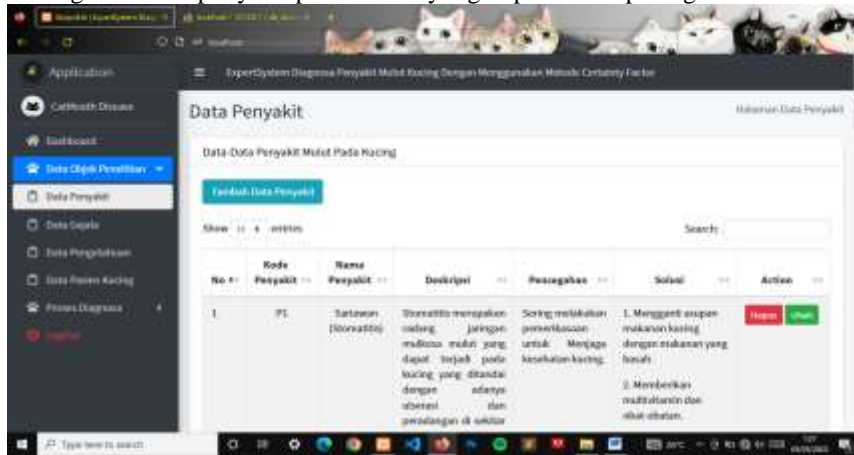 Application
ExpertSystem Diagnosa Penyakit Mulut Kucing Dengan Menggunakan Metode Certainty Factor
CatMouth Disease
Data Penyakit
Halaman Data Penyakit
Dashboard
Data-Data Penyakit Mulut Pada Kucing
Data Objek Penelitian
Tambah Data Penyakit
Data Penyakit
Data Gejala
Show entries
Search:
Data Pengetahuan
Data Pasien Kucing
Proses Diagnosa
Logout
No
Kode Penyakit
Nama Penyakit
Deskripsi
Pencegahan
Solusi
Action
1
P1
Sariawan
(Stomatitis)
Stomatitis merupakan
radang jaringan
mulkosa mulut yang
dapat terjadi pada
kucing yang ditandai
dengan adanya
ulserasi dan
peradangan di sekitar
Sering melakukan
pemeriksaan
untuk Menjaga
kesehatan kucing.
1. Mengganti asupan
makanan kucing
dengan makanan yang
basah.
2. Memberikan
multivitamin dan
obat-obatan.
Hapus
Ubah
Type here to search